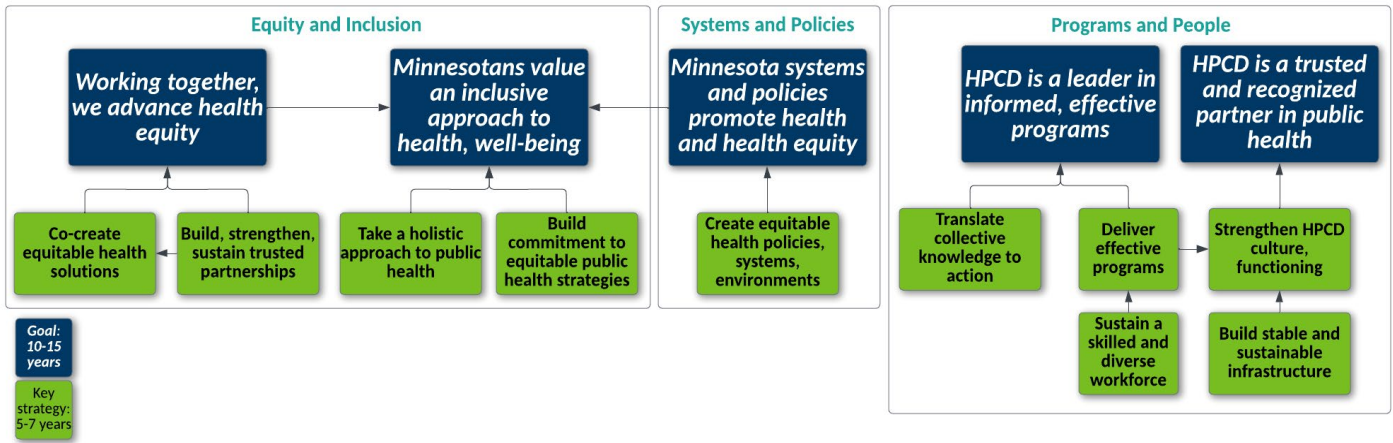 Equity and Inclusion
Working together,
we advance health
equity
Minnesotans value
an inclusive
approach to
health, well-being
Co-create
equitable health
solutions
Build, strengthen,
sustain trusted
partnerships
Take a holistic
approach to public
health
Build
commitment to
equitable public
health strategies
Systems and Policies
Minnesota systems
and policies
promote health
and health equity
Create equitable
health policies,
systems,
environments
Programs and People
HPCD is a leader in
informed, effective
programs
HPCD is a trusted
and recognized
partner in public
health
Translate
collective
knowledge to
action
Deliver
effective
programs
Strengthen HPCD
culture,
functioning
Sustain a
skilled and
diverse
workforce
Build stable and
sustainable
infrastructure
Goal:
10-15
years
Key
strategy:
5-7 years